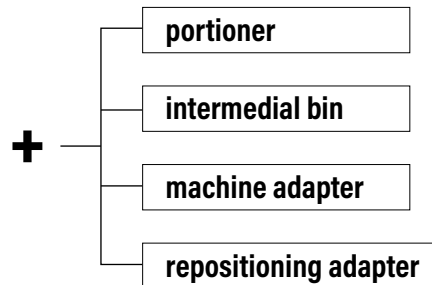 +
portioner
intermedial bin
machine adapter
repositioning adapter